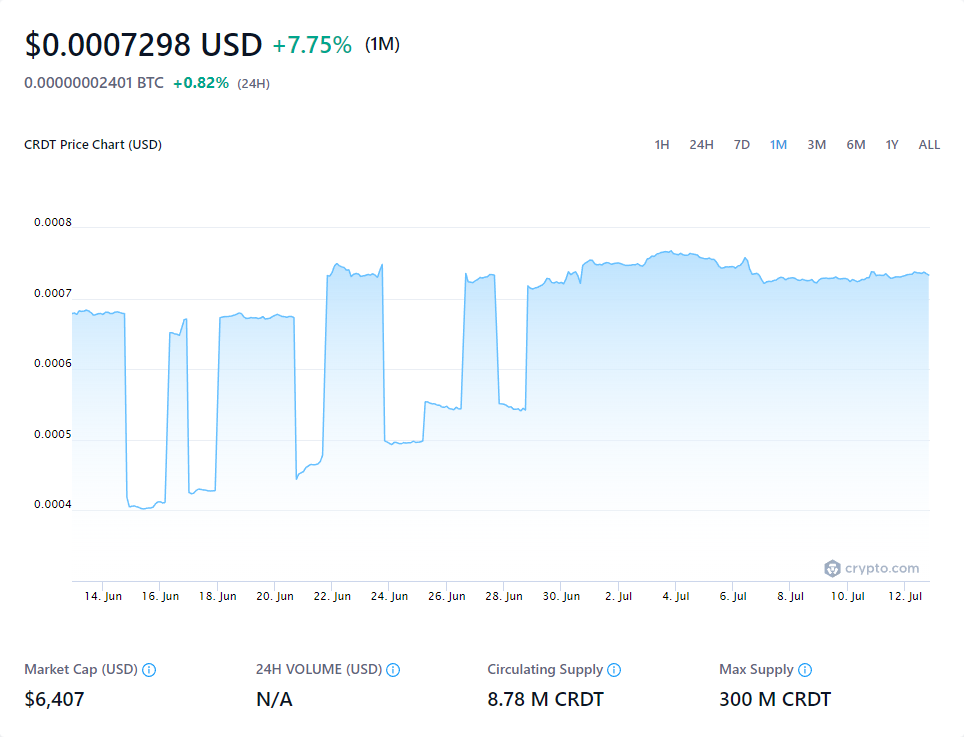 $0.0007298 USD +7.75% (1M)
0.00000002401 BTC +0.82% (24H)
CRDT Price Chart (USD) 1H 24H 7D 1M 3M 6M 1Y ALL
0.0008
0.0007
0.0006
0.0005
0.0004
crypto.com
14. Jun 16. Jun 18. Jun 20. Jun 22. Jun 24. Jun 26. Jun 28. Jun 30. Jun 2. Jul 4. Jul 6. Jul 8. Jul 10. Jul 12. Jul
Market Cap (USD) 24H VOLUME (USD) Circulating Supply Max Supply
$6,407 N/A 8.78 M CRDT 300 M CRDT